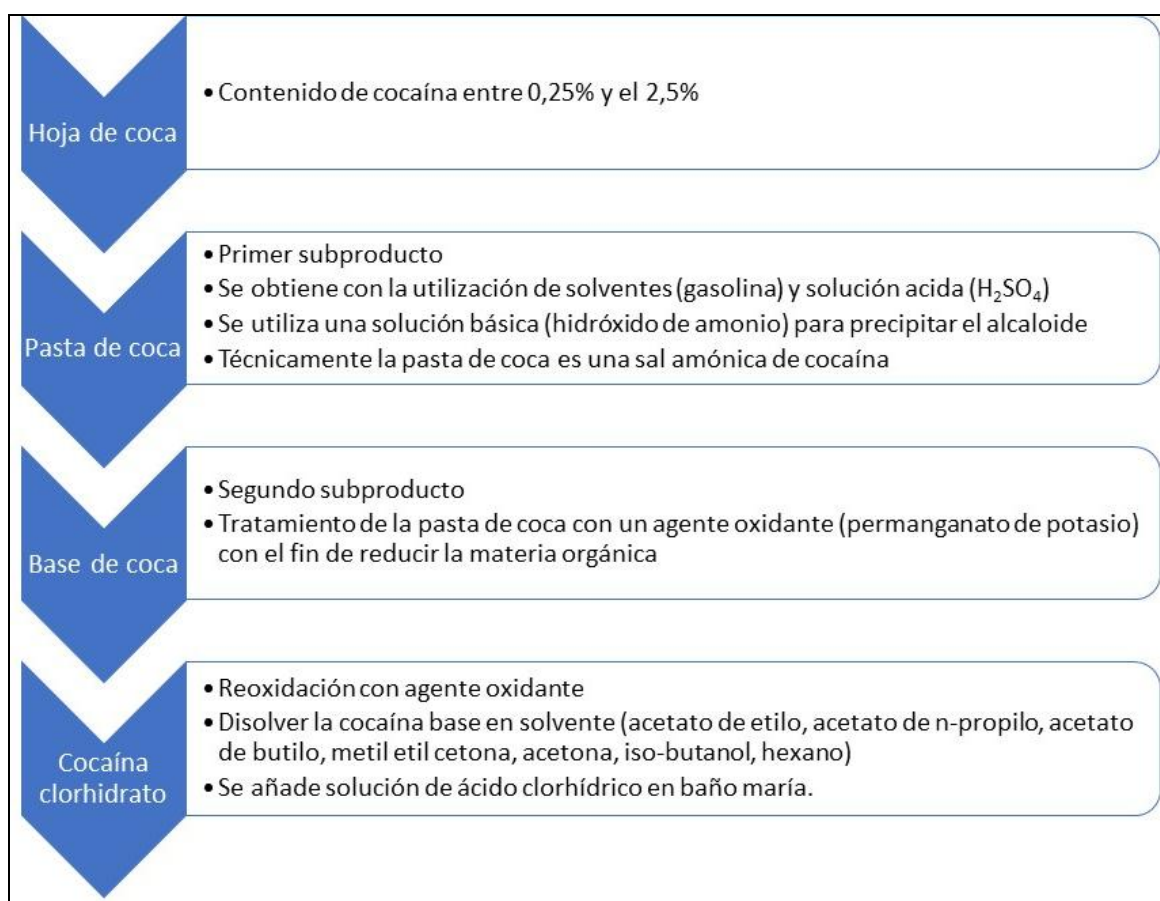 Hoja de coca
• Contenido de cocaína entre 0,25% y el 2,5%
Pasta de coca
• Primer subproducto
• Se obtiene con la utilización de solventes (gasolina) y solución acida (H₂SO₄)
• Se utiliza una solución básica (hidróxido de amonio) para precipitar el alcaloide
• Técnicamente la pasta de coca es una sal amónica de cocaína
Base de coca
• Segundo subproducto
• Tratamiento de la pasta de coca con un agente oxidante (permanganato de potasio)
con el fin de reducir la materia orgánica
Cocaína
clorhidrato
• Reoxidación con agente oxidante
• Disolver la cocaína base en solvente (acetato de etilo, acetato de n-propilo, acetato
de butilo, metil etil cetona, acetona, iso-butanol, hexano)
• Se añade solución de ácido clorhídrico en baño maría.